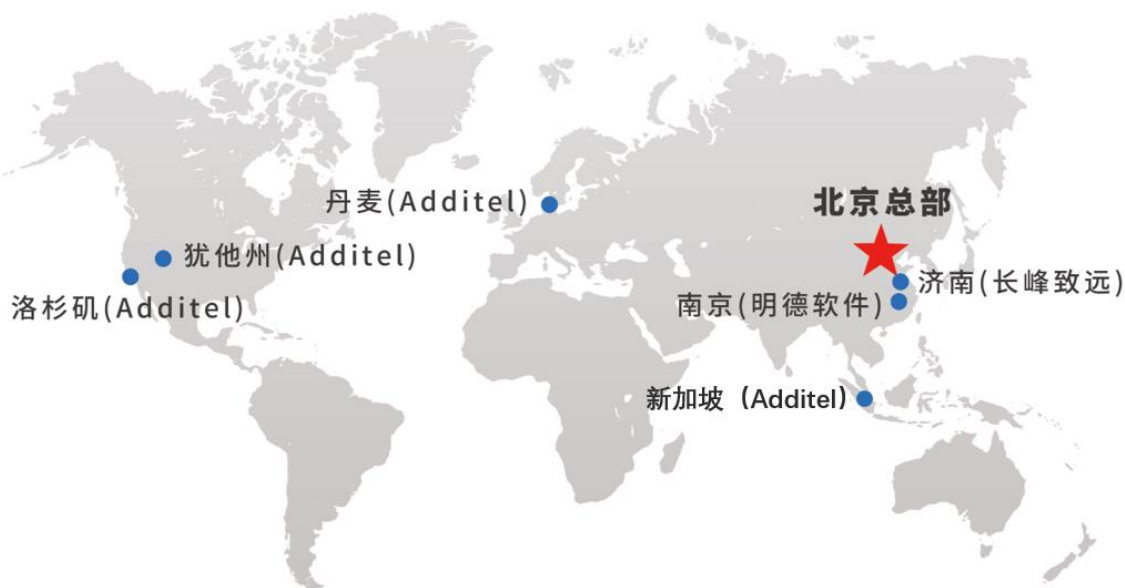 丹麦(Additel)
北京总部
犹他州(Additel)
济南(长峰致远)
洛杉矶(Additel)
南京(明德软件)
新加坡（Additel）